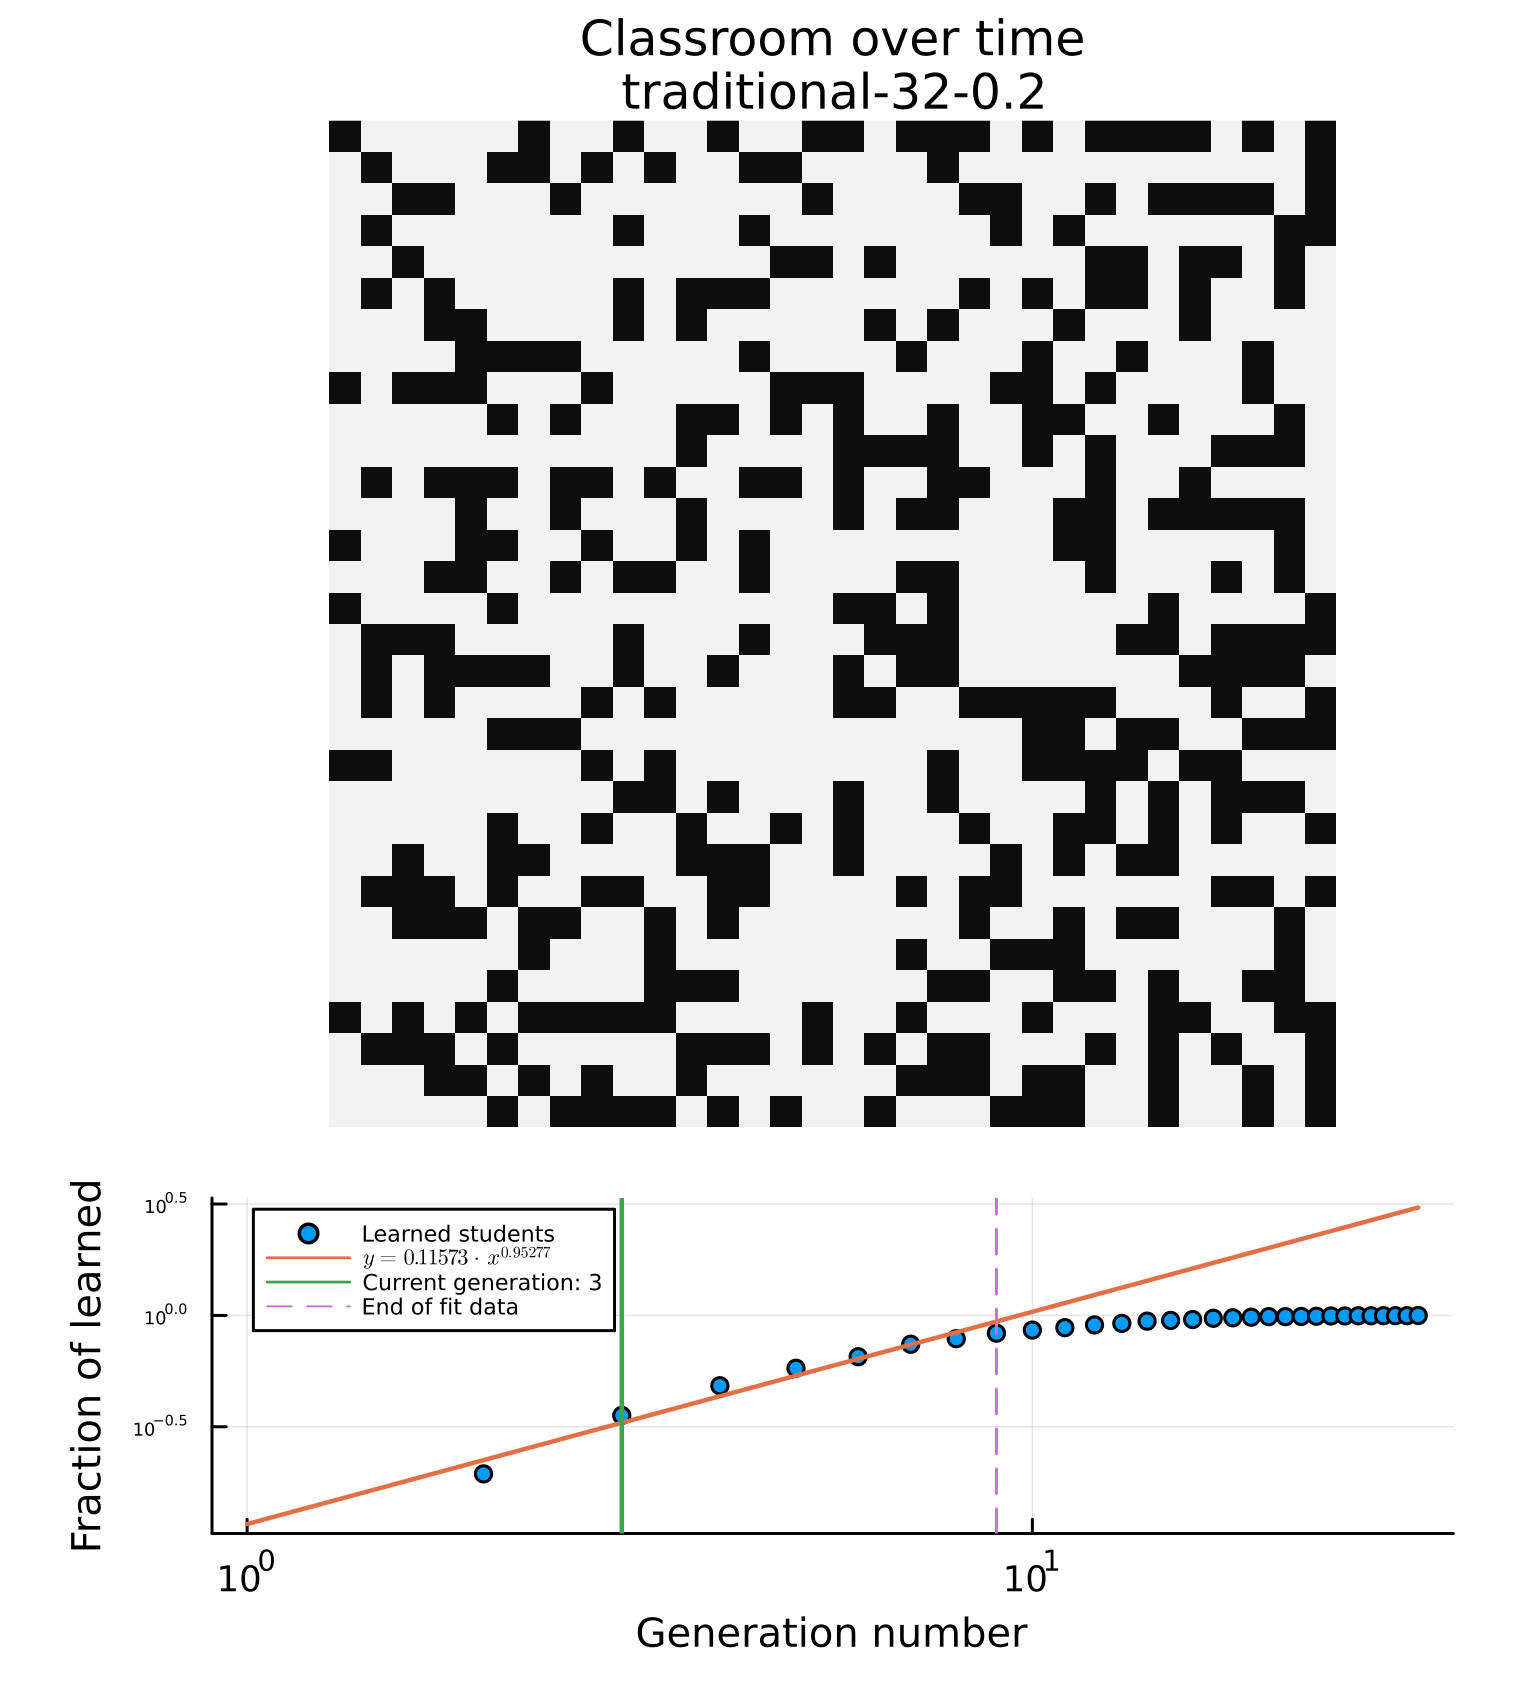 Classroom over time
traditional-32-0.2
Fraction of learned
10^0.5
10^0.0
10^−0.5
Learned students
y = 0.11573 · x^0.95277
Current generation: 3
End of fit data
10^0
10^1
Generation number